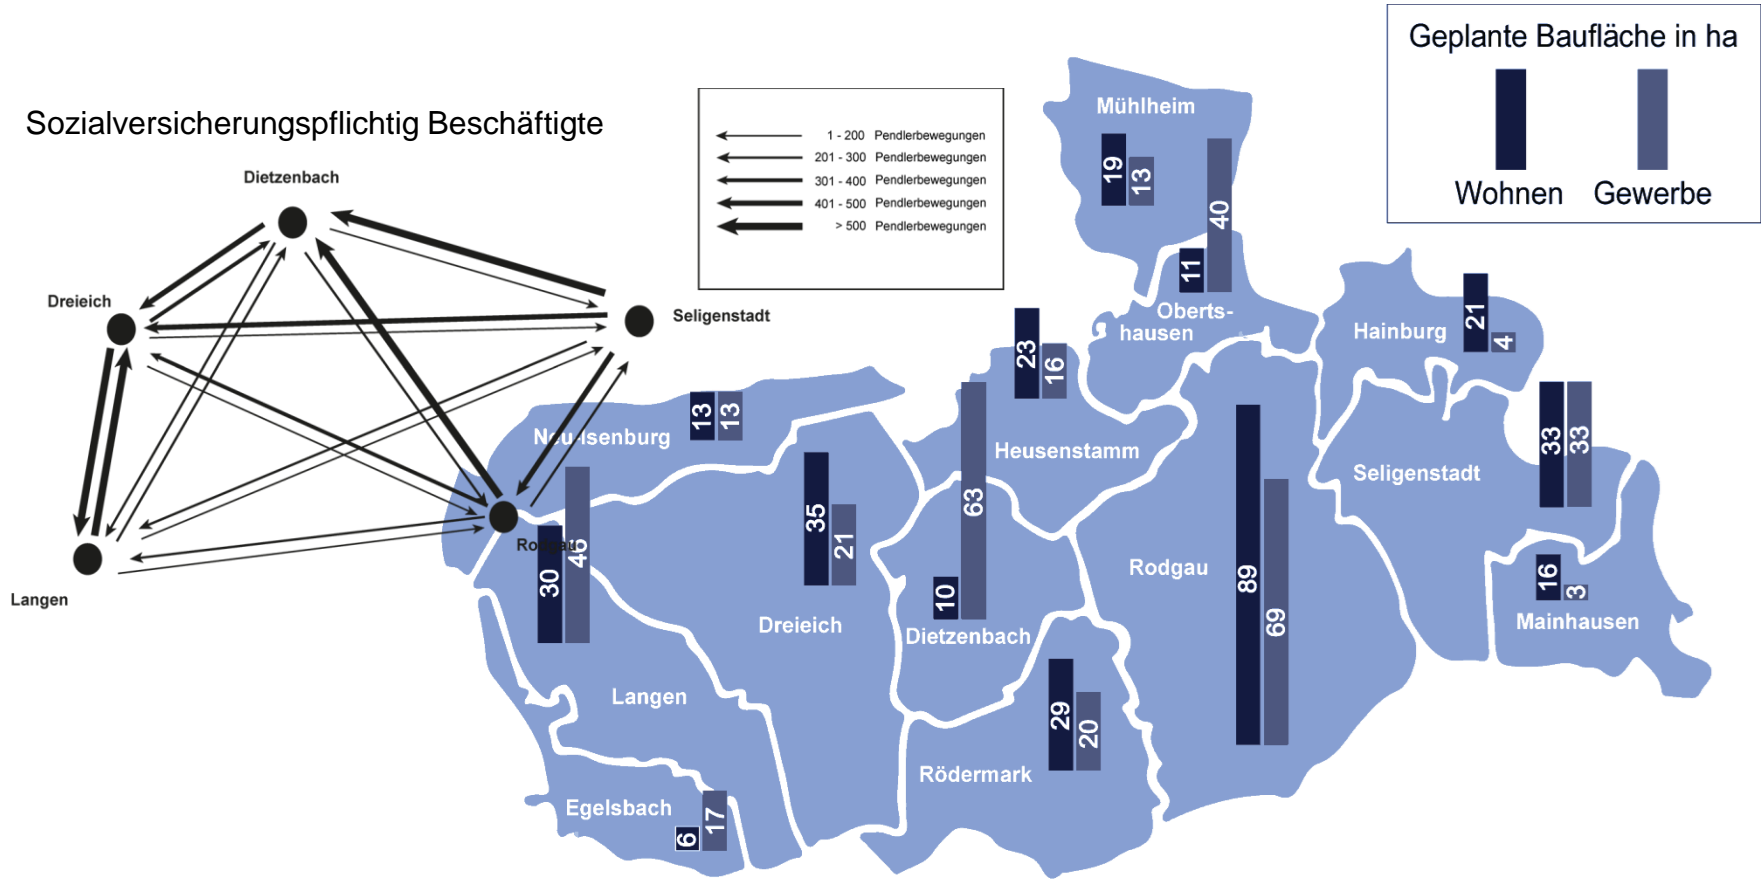 Geplante Baufläche in ha
Wohnen Gewerbe
Sozialversicherungspflichtig Beschäftigte
1 - 200 Pendlerbewegungen
201 - 300 Pendlerbewegungen
301 - 400 Pendlerbewegungen
401 - 500 Pendlerbewegungen
> 500 Pendlerbewegungen
Dietzenbach
Dreieich
Seligenstadt
Rodgau
Langen
Mühlheim
19
13
40
11
Oberts-
hausen
Hainburg
21
4
23
16
Neu-Isenburg
13
13
Heusenstamm
63
10
Dietzenbach
35
21
Dreieich
30
46
Langen
Seligenstadt
33
33
Rodgau
89
69
16
3
Mainhausen
29
20
Rödermark
Egelsbach
6
17